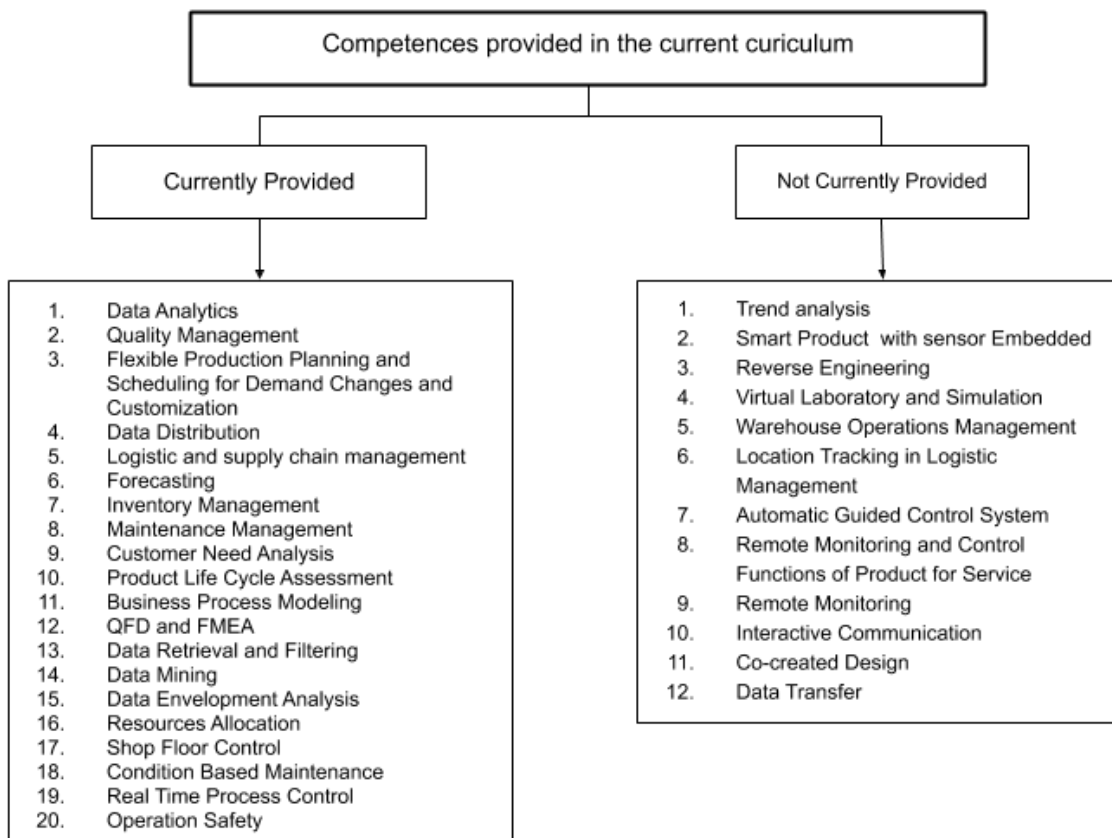 Competences provided in the current curiculum
Currently Provided
Not Currently Provided
1. Data Analytics
2. Quality Management
3. Flexible Production Planning and
Scheduling for Demand Changes and
Customization
4. Data Distribution
5. Logistic and supply chain management
6. Forecasting
7. Inventory Management
8. Maintenance Management
9. Customer Need Analysis
10. Product Life Cycle Assessment
11. Business Process Modeling
12. QFD and FMEA
13. Data Retrieval and Filtering
14. Data Mining
15. Data Envelopment Analysis
16. Resources Allocation
17. Shop Floor Control
18. Condition Based Maintenance
19. Real Time Process Control
20. Operation Safety
1. Trend analysis
2. Smart Product with sensor Embedded
3. Reverse Engineering
4. Virtual Laboratory and Simulation
5. Warehouse Operations Management
6. Location Tracking in Logistic
Management
7. Automatic Guided Control System
8. Remote Monitoring and Control
Functions of Product for Service
9. Remote Monitoring
10. Interactive Communication
11. Co-created Design
12. Data Transfer